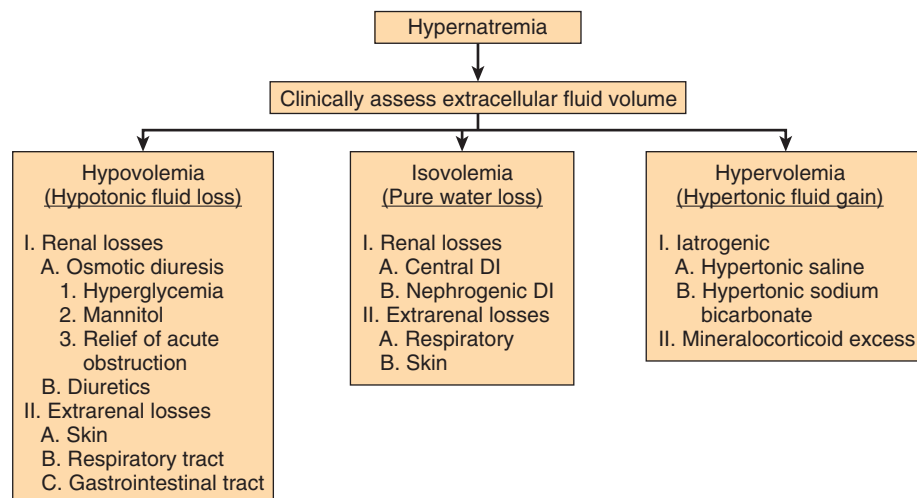 Hypernatremia
Clinically assess extracellular fluid volume
Hypovolemia
(Hypotonic fluid loss)
I. Renal losses
A. Osmotic diuresis
1. Hyperglycemia
2. Mannitol
3. Relief of acute
obstruction
B. Diuretics
II. Extrarenal losses
A. Skin
B. Respiratory tract
C. Gastrointestinal tract
Isovolemia
(Pure water loss)
I. Renal losses
A. Central DI
B. Nephrogenic DI
II. Extrarenal losses
A. Respiratory
B. Skin
Hypervolemia
(Hypertonic fluid gain)
I. Iatrogenic
A. Hypertonic saline
B. Hypertonic sodium
bicarbonate
II. Mineralocorticoid excess